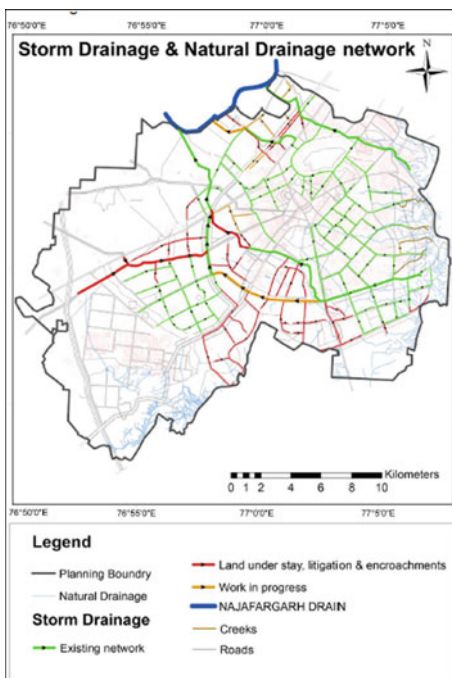 76°50'0"E 76°55'0"E 77°0'0"E 77°5'0"E
Storm Drainage & Natural Drainage network
N
Kilometers
0 1 2 4 6 8 10
76°50'0"E 76°55'0"E 77°0'0"E 77°5'0"E
Legend
Planning Boundry
Natural Drainage
Storm Drainage
Existing network
Land under stay, litigation & encroachments
Work in progress
NAJAFARGARH DRAIN
Creeks
Roads